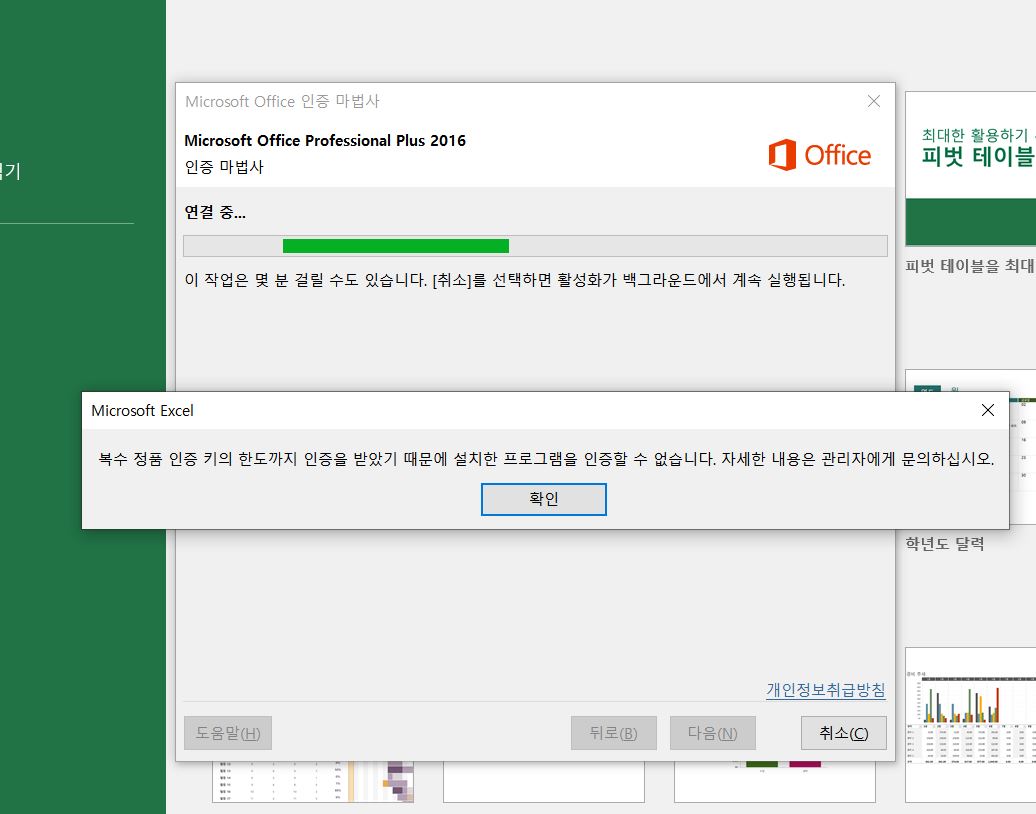 Microsoft Office 인증 마법사
Microsoft Office Professional Plus 2016
인증 마법사
Office
연결 중...
이 작업은 몇 분 걸릴 수도 있습니다. [취소]를 선택하면 활성화가 백그라운드에서 계속 실행됩니다.
Microsoft Excel
복수 정품 인증 키의 한도까지 인증을 받았기 때문에 설치한 프로그램을 인증할 수 없습니다. 자세한 내용은 관리자에게 문의하십시오.
확인
개인정보취급방침
도움말(H)
뒤로(B)
다음(N)
취소(C)
최대한 활용하기
피벗 테이블
피벗 테이블을 최대
학년도 달력